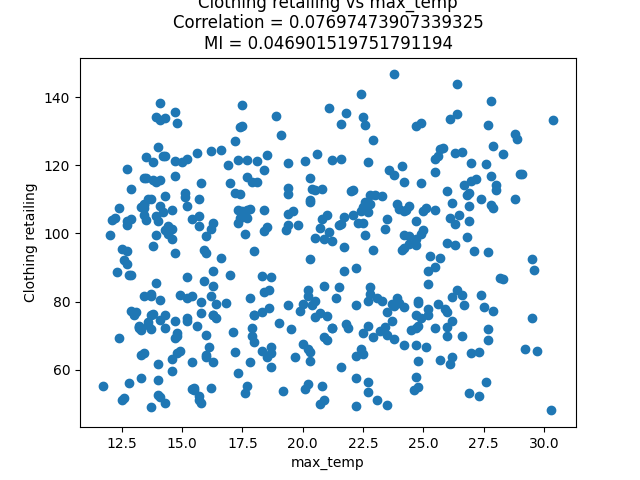 Clothing retailing vs max_temp
Correlation = 0.07697473907339325
MI = 0.046901519751791194
140
120
100
80
60
Clothing retailing
12.5 15.0 17.5 20.0 22.5 25.0 27.5 30.0
max_temp